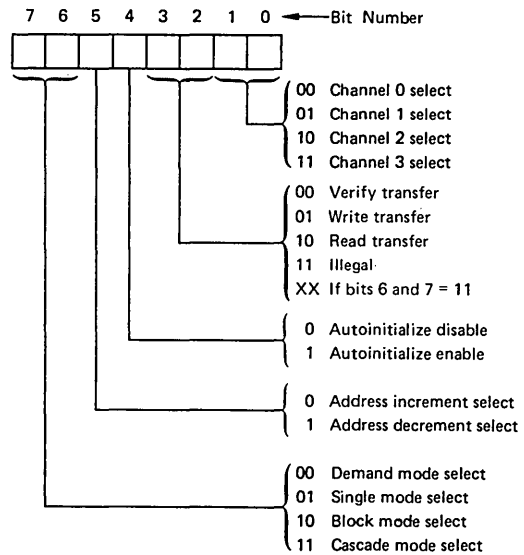 7 6 5 4 3 2 1 0 Bit Number
00 Channel 0 select
01 Channel 1 select
10 Channel 2 select
11 Channel 3 select
00 Verify transfer
01 Write transfer
10 Read transfer
11 Illegal
XX If bits 6 and 7 = 11
0 Autoinitialize disable
1 Autoinitialize enable
0 Address increment select
1 Address decrement select
00 Demand mode select
01 Single mode select
10 Block mode select
11 Cascade mode select